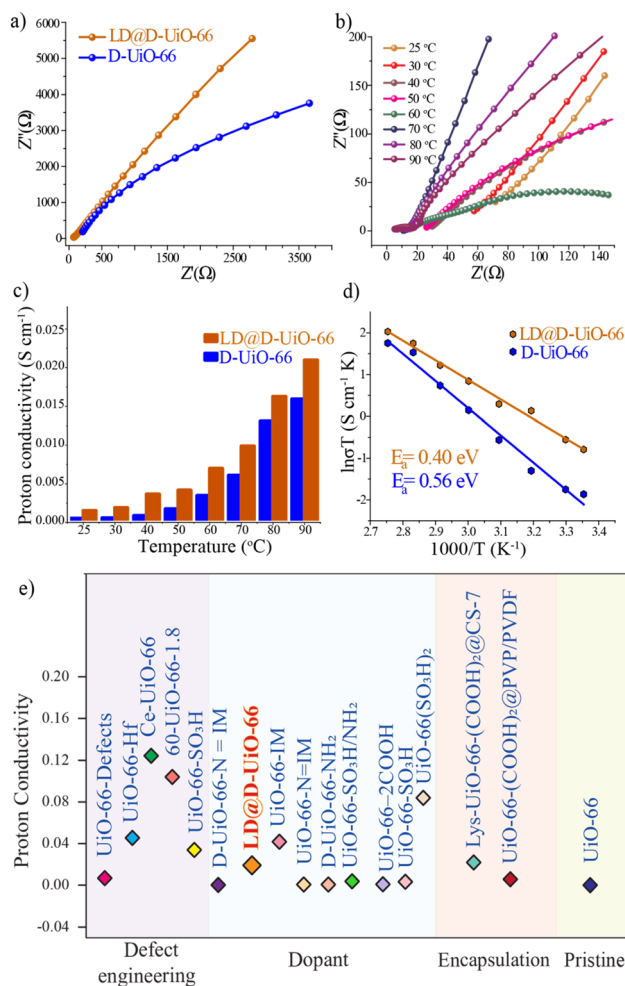 a)
Z''(Ω)
6000
5000
4000
3000
2000
1000
0
LD@D-UiO-66
D-UiO-66
0 900 1800 2700 3600
Z'(Ω)
b)
Z''(Ω)
200
150
100
50
0
25 °C
30 °C
40 °C
50 °C
60 °C
70 °C
80 °C
90 °C
0 20 40 60 80 100 120 140
Z'(Ω)
c)
Proton conductivity (S cm⁻¹)
0.025
0.020
0.015
0.010
0.005
0.000
LD@D-UiO-66
D-UiO-66
25 30 40 50 60 70 80 90
Temperature (°C)
d)
lnσT (S cm⁻¹ K)
2
1
0
-1
-2
LD@D-UiO-66
D-UiO-66
Eₐ= 0.40 eV
Eₐ= 0.56 eV
2.7 2.8 2.9 3.0 3.1 3.2 3.3 3.4
1000/T (K⁻¹)
e)
Proton Conductivity
0.20
0.16
0.12
0.08
0.04
0.00
-0.04
UiO-66-Defects
UiO-66-Hf
Ce-UiO-66
60-UiO-66-1.8
UiO-66-SO₃H
D-UiO-66-N = IM
LD@D-UiO-66
UiO-66-IM
UiO-66-N=IM
D-UiO-66-NH₂
UiO-66-SO₃H/NH₂
UiO-66–2COOH
UiO-66-SO₃H
UiO-66(SO₃H)₂
Lys-UiO-66-(COOH)₂@CS-7
UiO-66-(COOH)₂@PVP/PVDF
UiO-66
Defect
engineering
Dopant
Encapsulation
Pristine